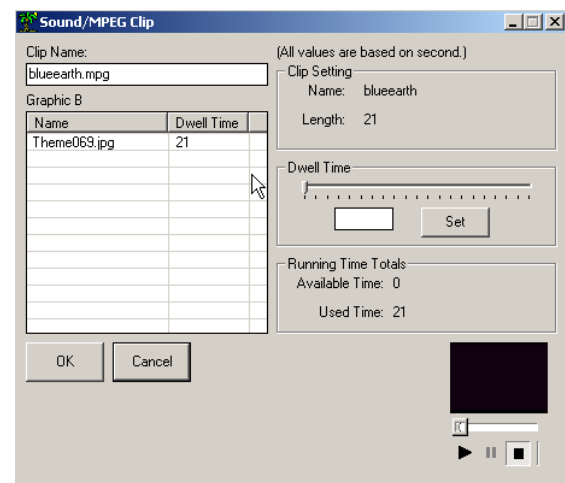 Sound/MPEG Clip
Clip Name:
blueearth.mpg
Graphic B
Name Dwell Time
Theme069.jpg 21
(All values are based on second.)
Clip Setting
Name: blueearth
Length: 21
Dwell Time
Set
Running Time Totals
Available Time: 0
Used Time: 21
OK Cancel